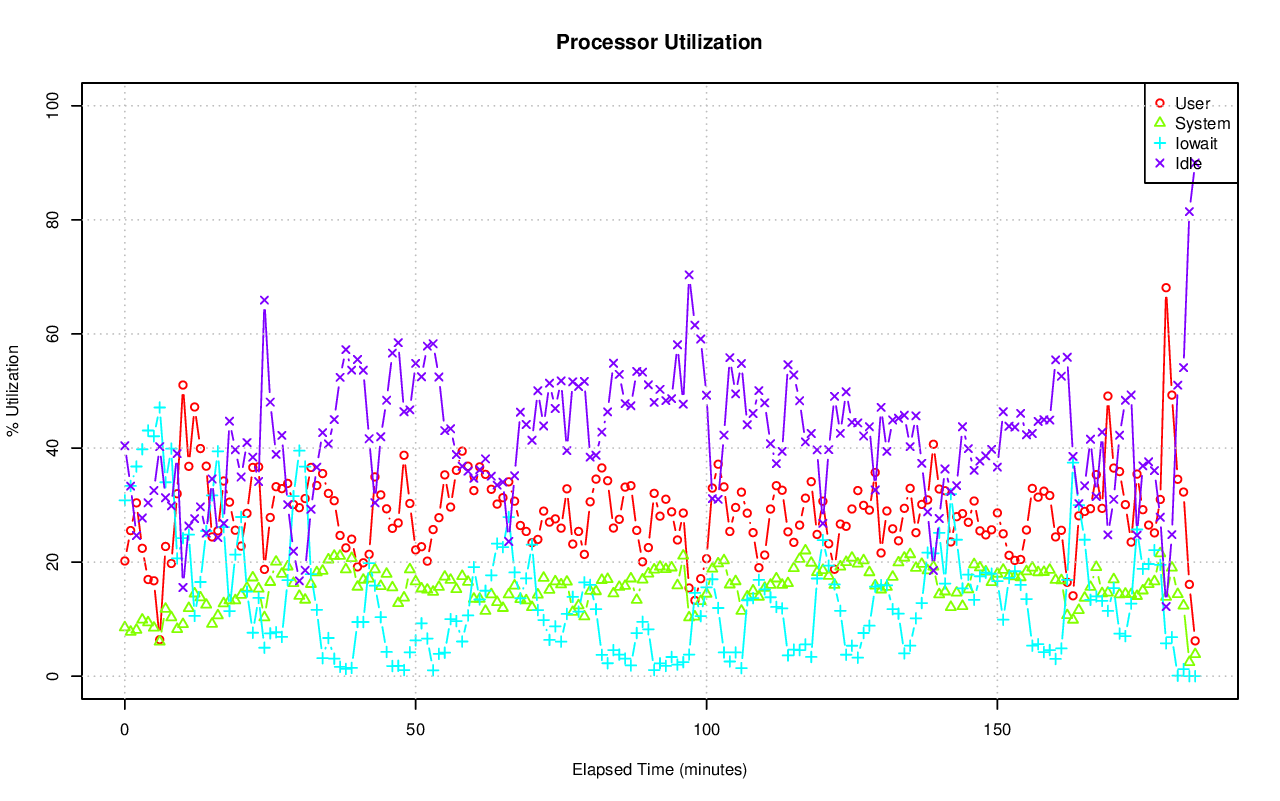 Processor Utilization
% Utilization
100
80
60
40
20
0
User
System
Iowait
Idle
0 50 100 150
Elapsed Time (minutes)